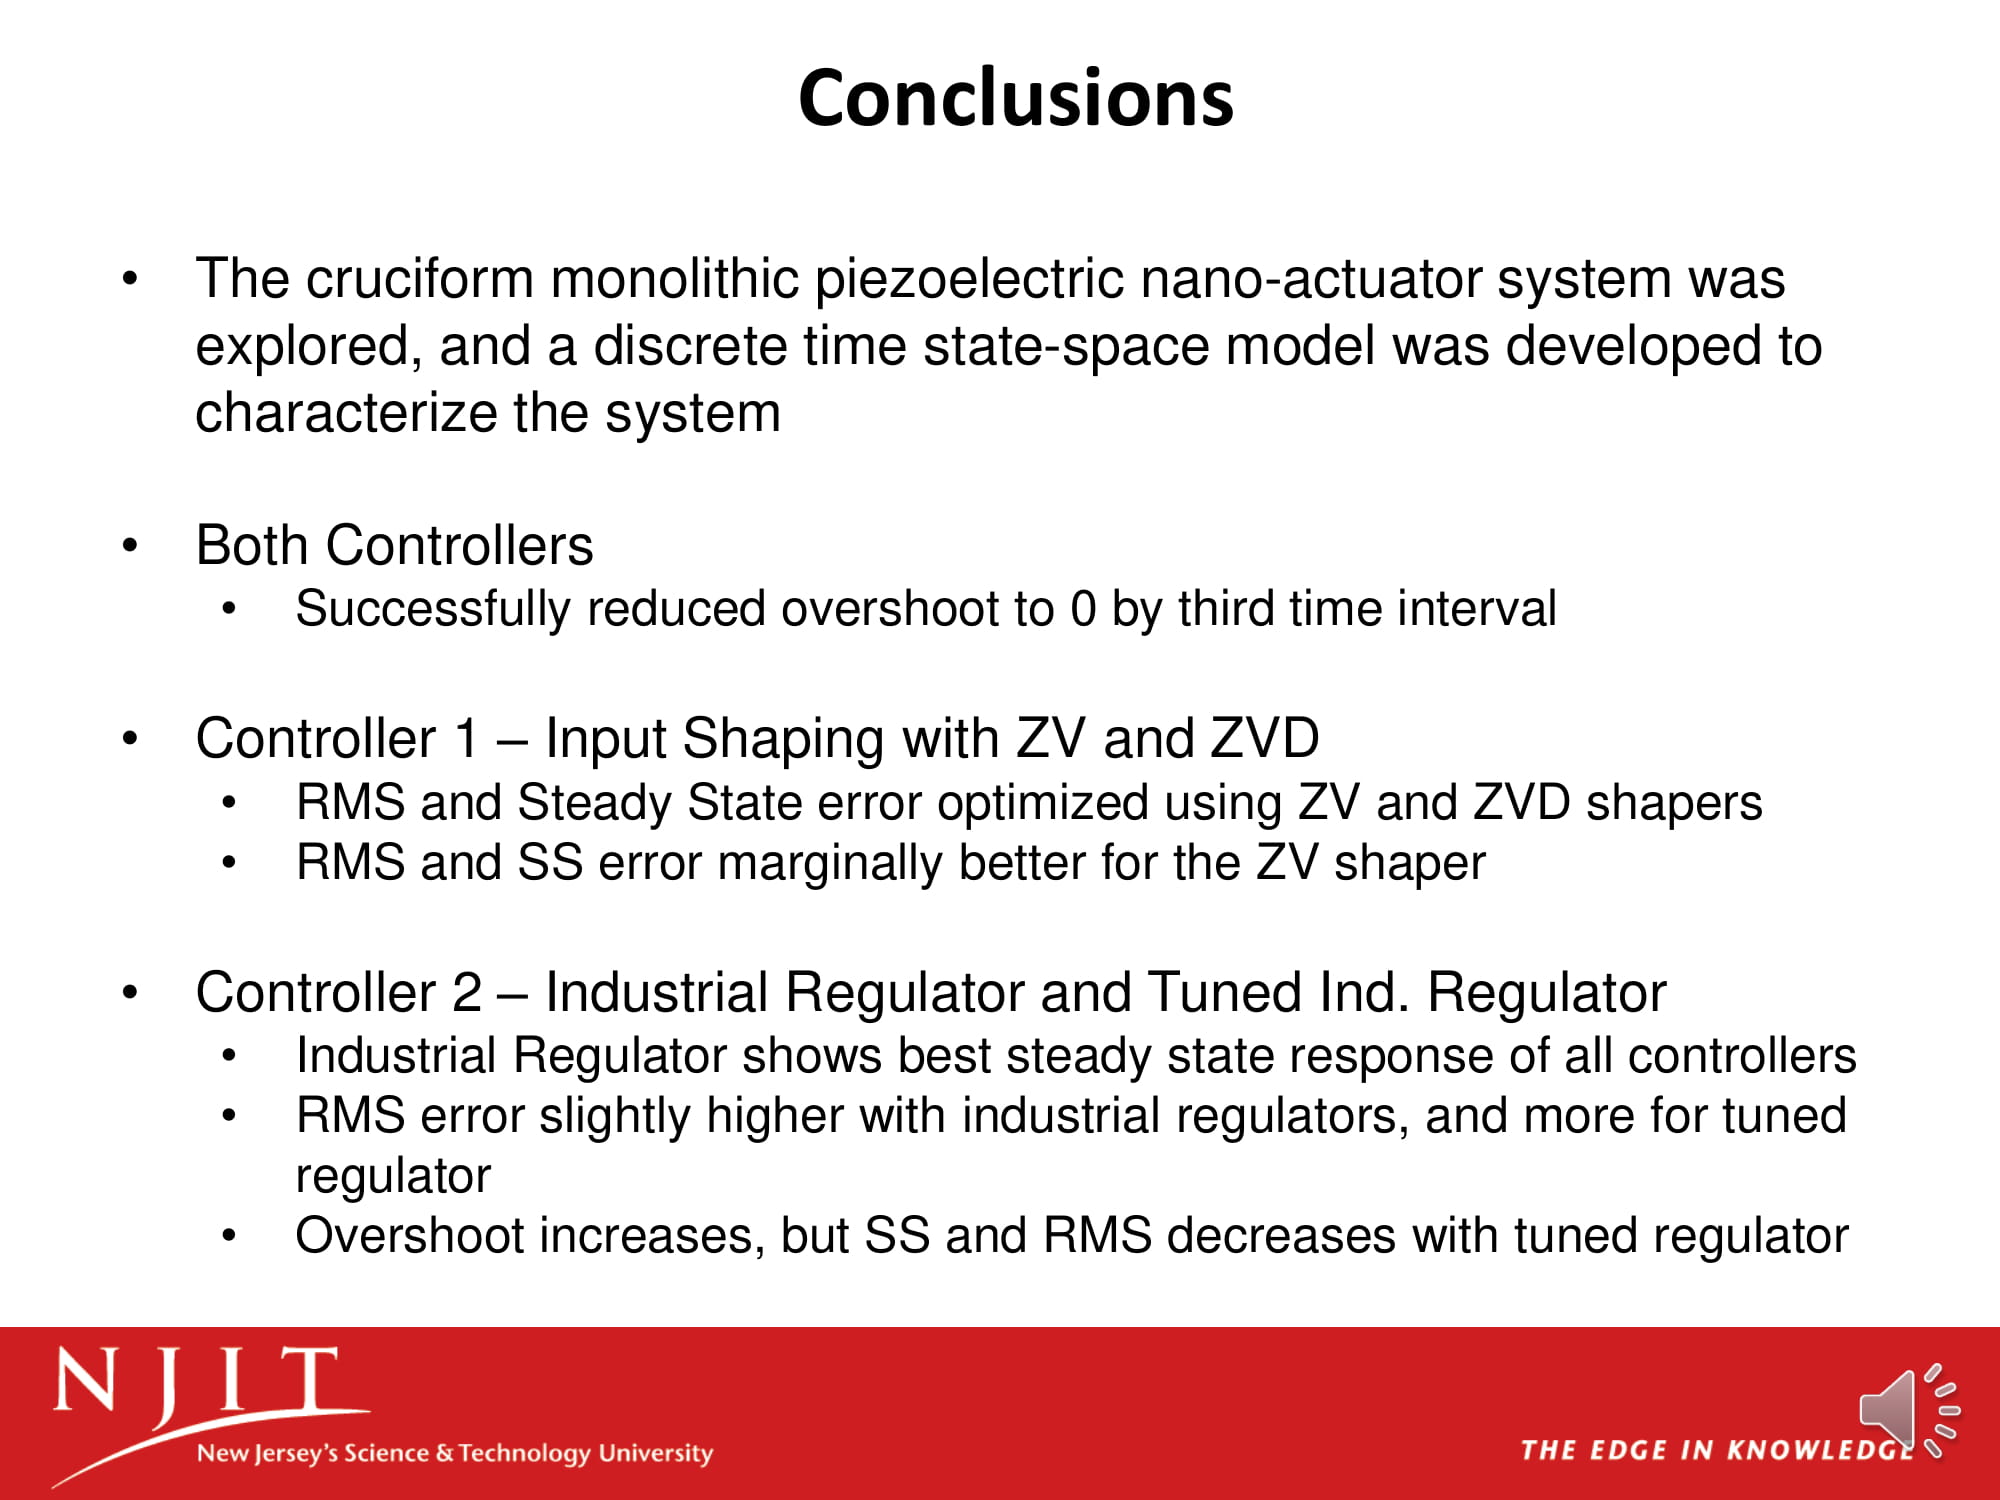 Conclusions
• The cruciform monolithic piezoelectric nano-actuator system was
explored, and a discrete time state-space model was developed to
characterize the system
• Both Controllers
• Successfully reduced overshoot to 0 by third time interval
• Controller 1 – Input Shaping with ZV and ZVD
• RMS and Steady State error optimized using ZV and ZVD shapers
• RMS and SS error marginally better for the ZV shaper
• Controller 2 – Industrial Regulator and Tuned Ind. Regulator
• Industrial Regulator shows best steady state response of all controllers
• RMS error slightly higher with industrial regulators, and more for tuned
regulator
• Overshoot increases, but SS and RMS decreases with tuned regulator
NJIT
New Jersey's Science & Technology University
THE EDGE IN KNOWLEDGE